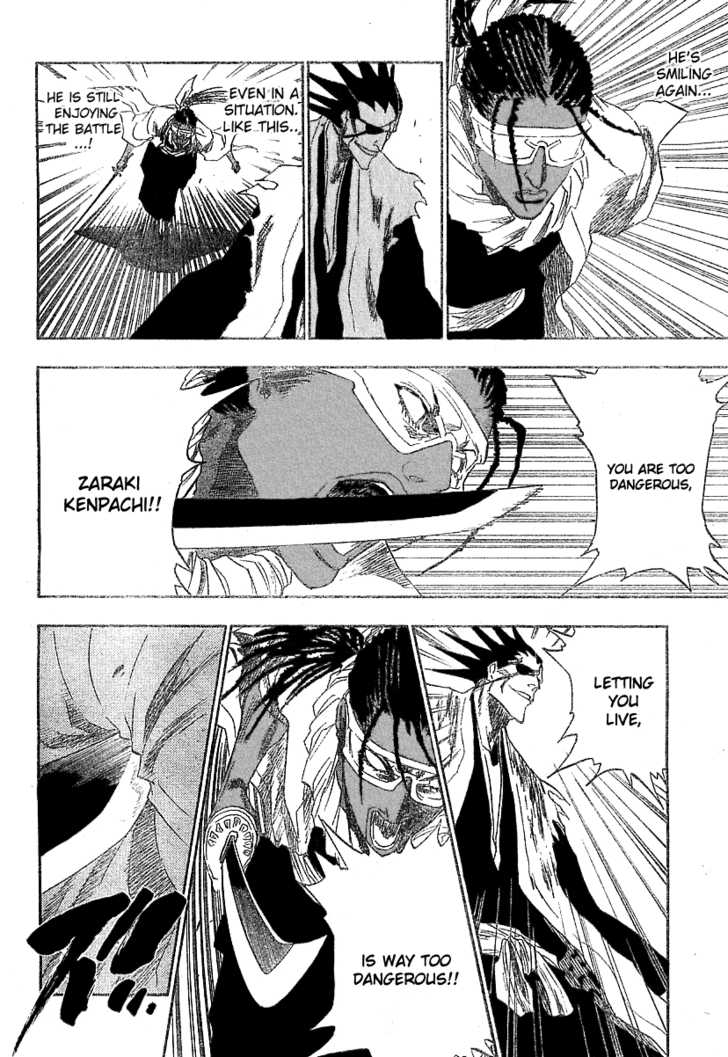 HE'S
SMILING
AGAIN...
EVEN IN A
SITUATION.
LIKE THIS..
HE IS STILL
ENJOYING
THE BATTLE
...!
YOU ARE TOO
DANGEROUS,
ZARAKI
KENPACHI!!
LETTING
YOU
LIVE,
IS WAY TOO
DANGEROUS!!